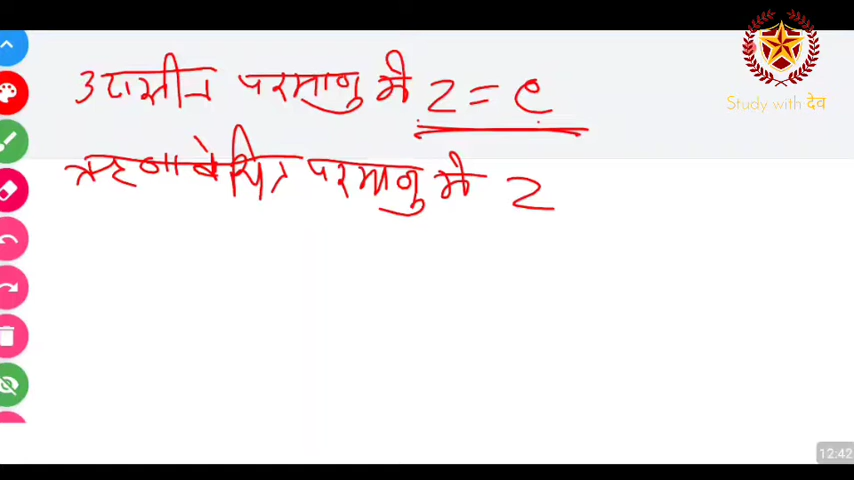 Study with देव
उदासीन परमाणु में Z = e
ऋणावेशित परमाणु में Z
12:42